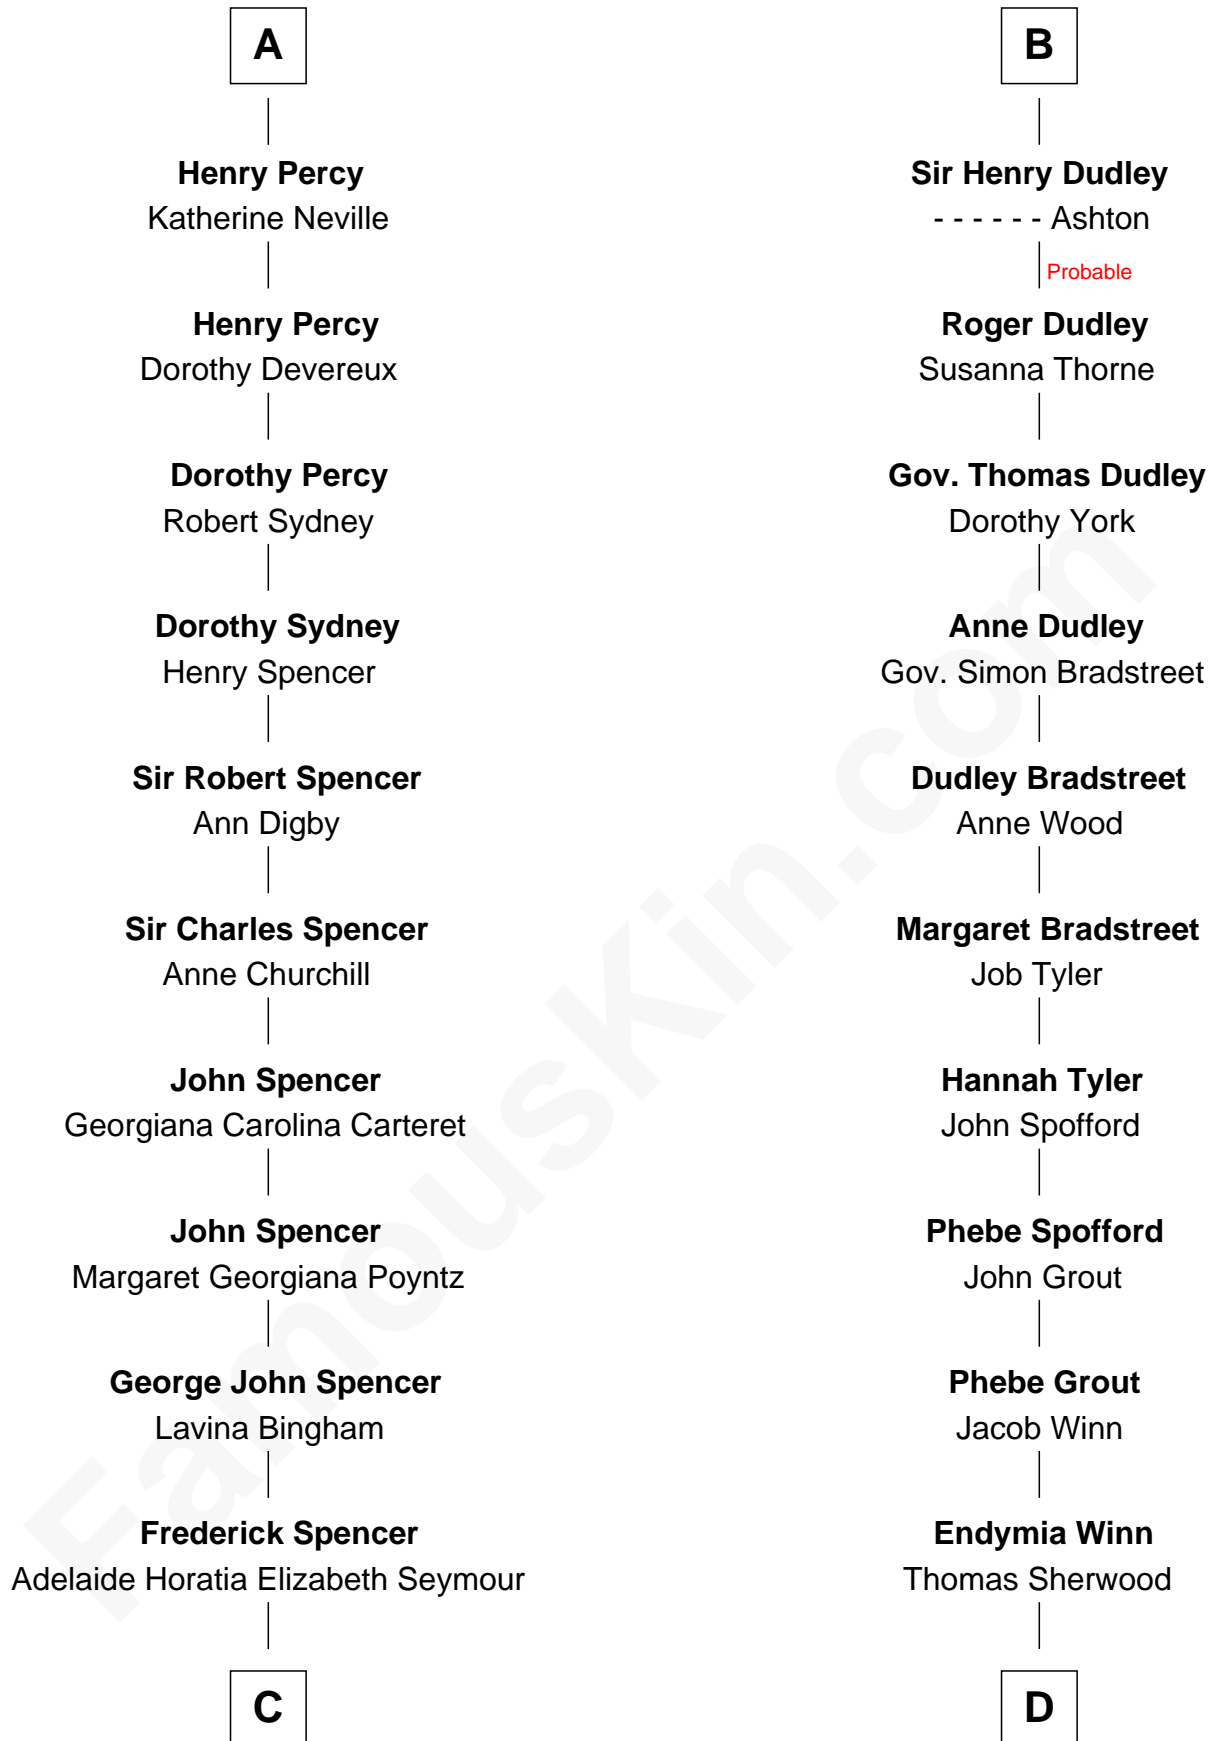 A
Henry Percy
Katherine Neville
Henry Percy
Dorothy Devereux
Dorothy Percy
Robert Sydney
Dorothy Sydney
Henry Spencer
Sir Robert Spencer
Ann Digby
Sir Charles Spencer
Anne Churchill
John Spencer
Georgiana Carolina Carteret
John Spencer
Margaret Georgiana Poyntz
George John Spencer
Lavina Bingham
Frederick Spencer
Adelaide Horatia Elizabeth Seymour
C
B
Sir Henry Dudley
- - - - - - Ashton
Probable
Roger Dudley
Susanna Thorne
Gov. Thomas Dudley
Dorothy York
Anne Dudley
Gov. Simon Bradstreet
Dudley Bradstreet
Anne Wood
Margaret Bradstreet
Job Tyler
Hannah Tyler
John Spofford
Phebe Spofford
John Grout
Phebe Grout
Jacob Winn
Endymia Winn
Thomas Sherwood
D
FamousKin.com